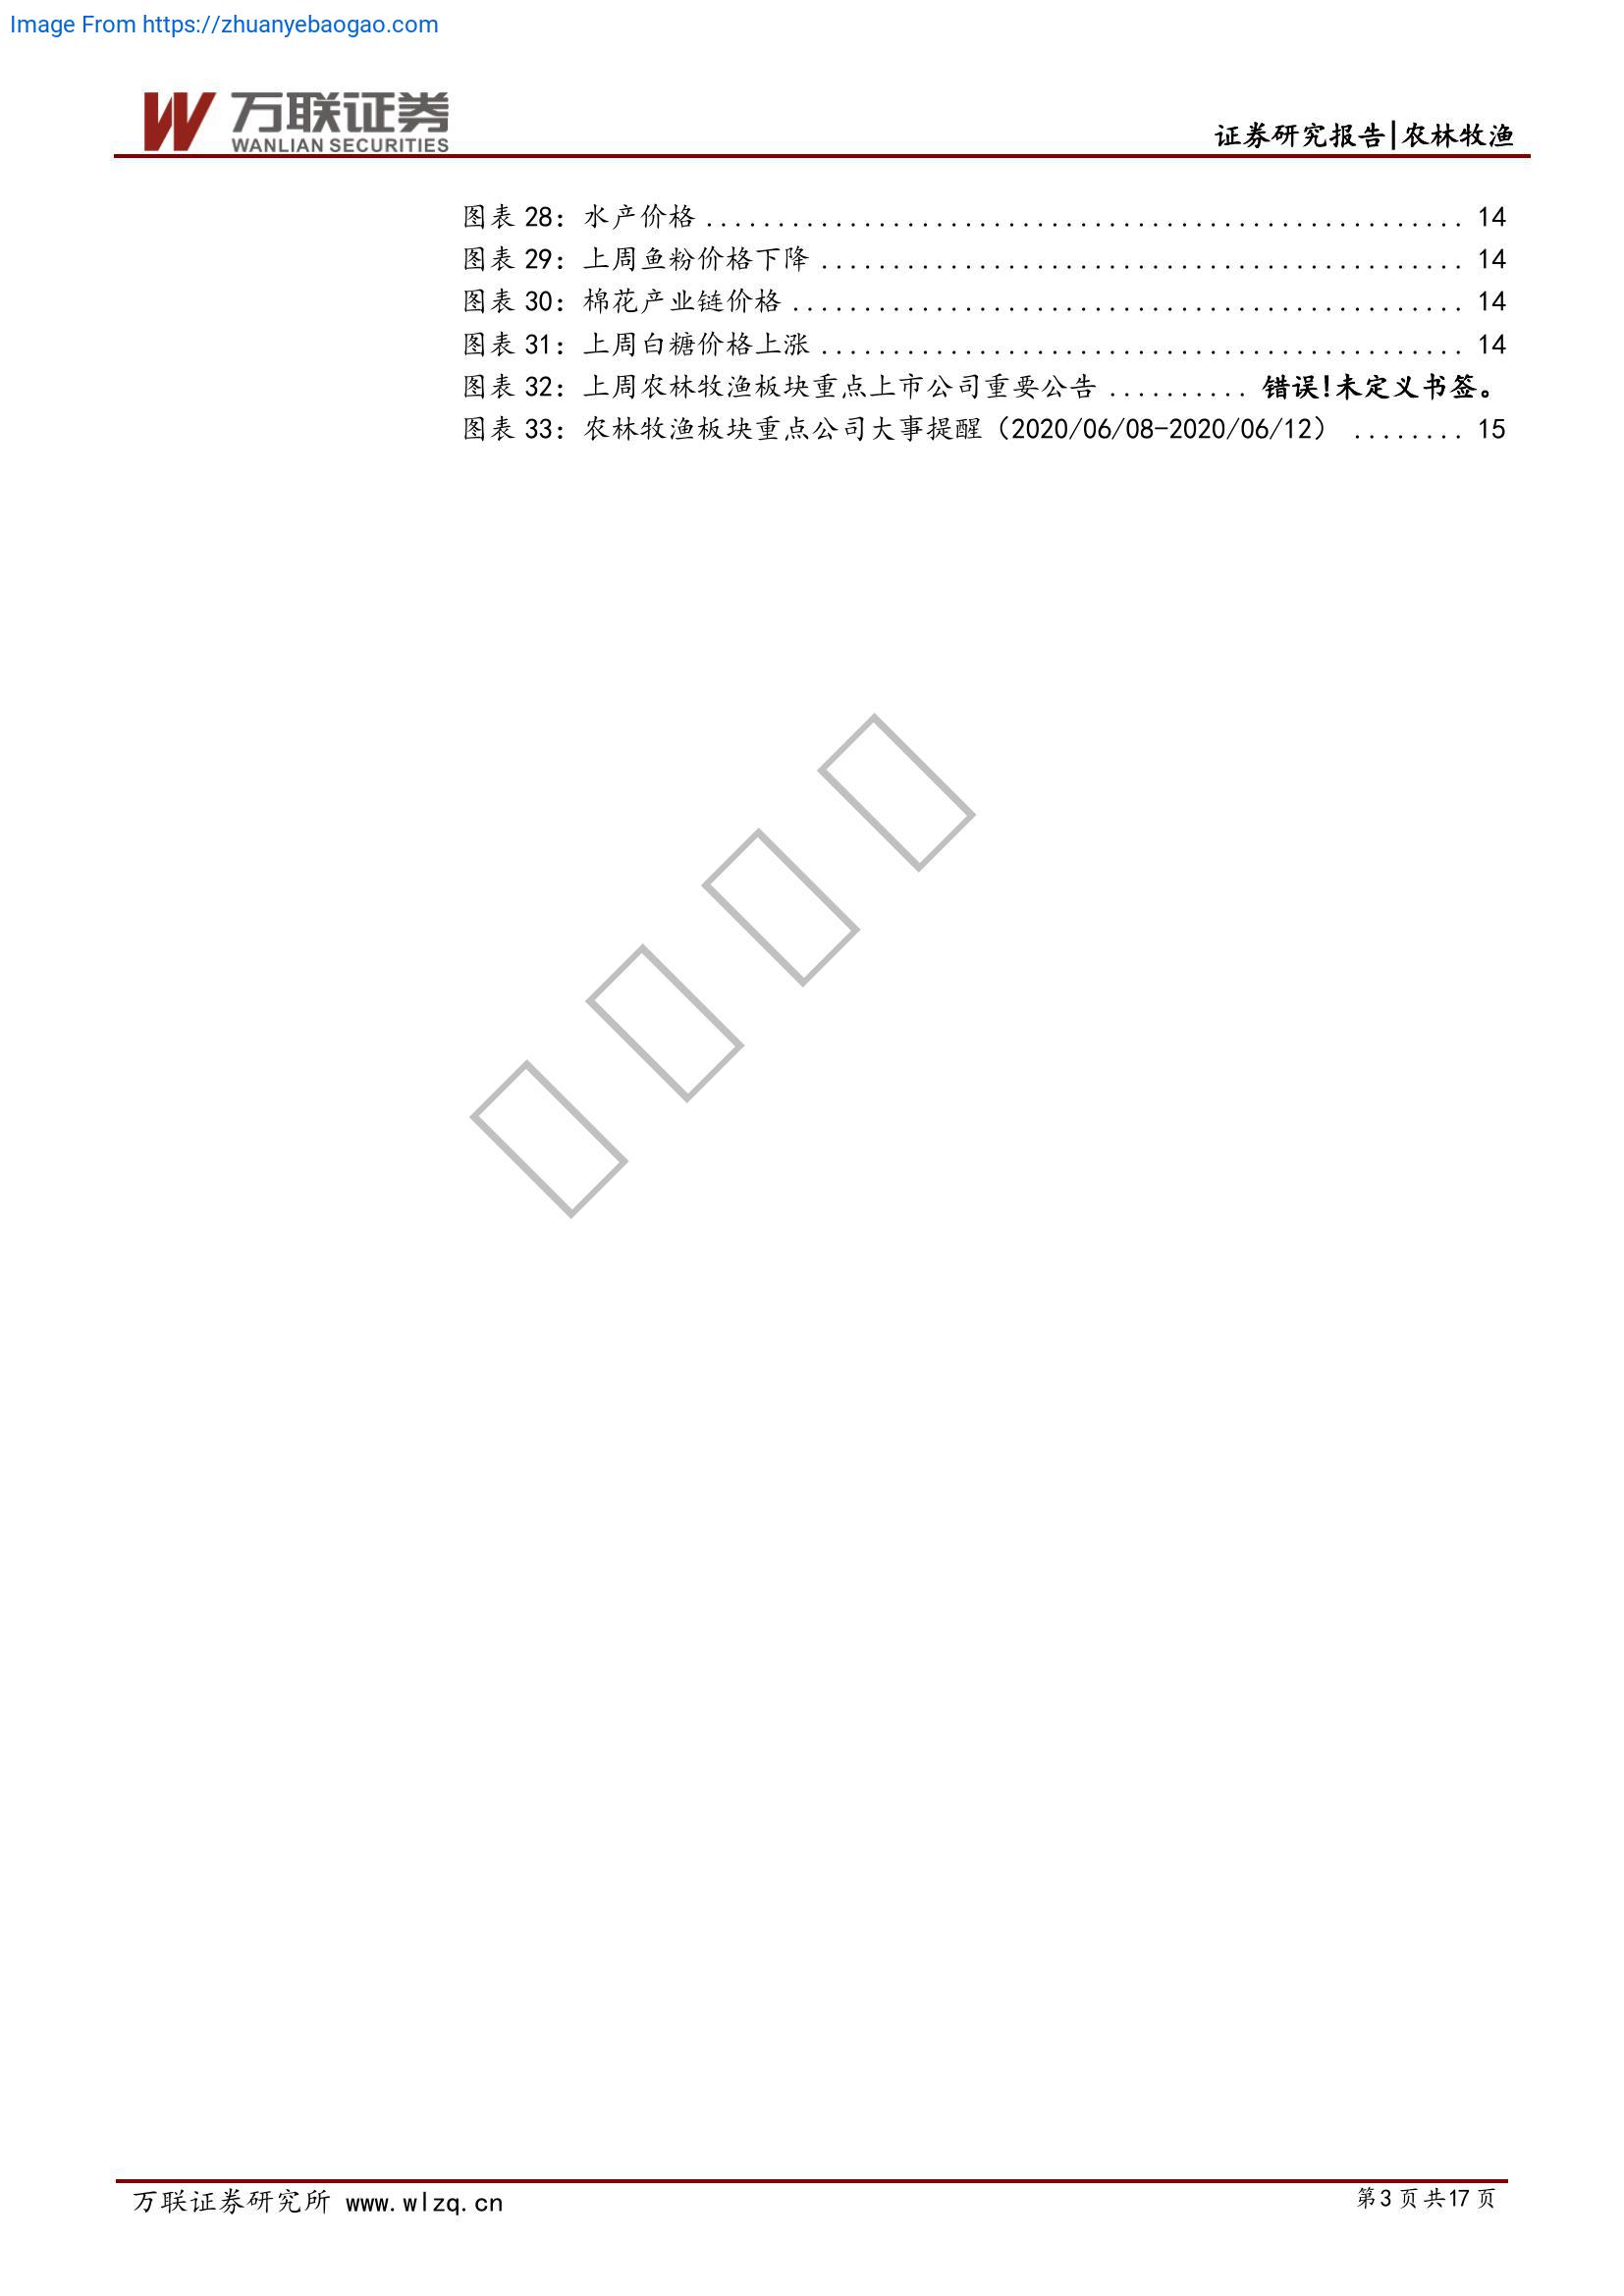 Image From https://zhuanyebaogao.com
万联证券
WANLIAN SECURITIES
证券研究报告|农林牧渔
图表 28：水产价格 ..................................................... 14
图表 29：上周鱼粉价格下降 ............................................. 14
图表 30：棉花产业链价格 ............................................... 14
图表 31：上周白糖价格上涨 ............................................. 14
图表 32：上周农林牧渔板块重点上市公司重要公告 .......... 错误!未定义书签。
图表 33：农林牧渔板块重点公司大事提醒（2020/06/08-2020/06/12） ........ 15
万联证券研究所 www.wlzq.cn
第3页共17页